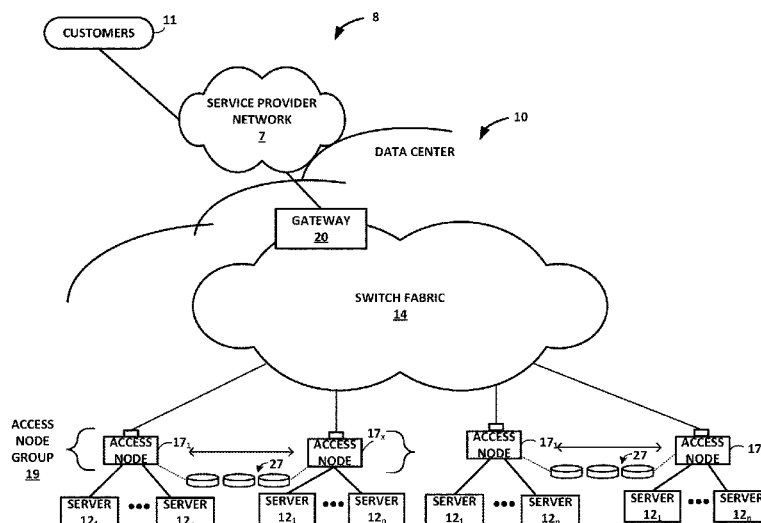 CUSTOMERS
11
8
SERVICE PROVIDER
NETWORK
7
10
DATA CENTER
GATEWAY
20
SWITCH FABRIC
14
ACCESS
NODE
GROUP
19
ACCESS
NODE
17₁
27
ACCESS
NODE
17ₓ
ACCESS
NODE
17₁
27
ACCESS
NODE
17
SERVER
12₁
•••
SERVER
SERVER
12₁
•••
SERVER
12ₙ
SERVER
12₁
•••
SERVER
12ₙ
SERVER
12₁
•••
SERVER
12ₙ